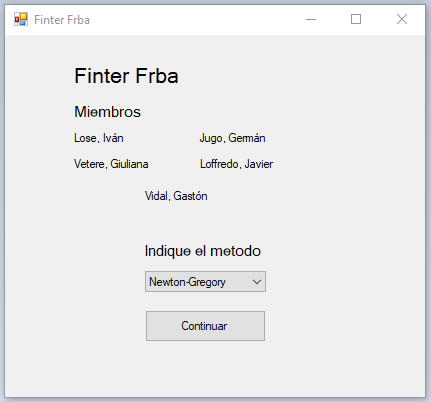 Finter Frba
Finter Frba
Miembros
Lose, Iván Jugo, Germán
Vetere, Giuliana Loffredo, Javier
Vidal, Gastón
Indique el metodo
Newton-Gregory
Continuar